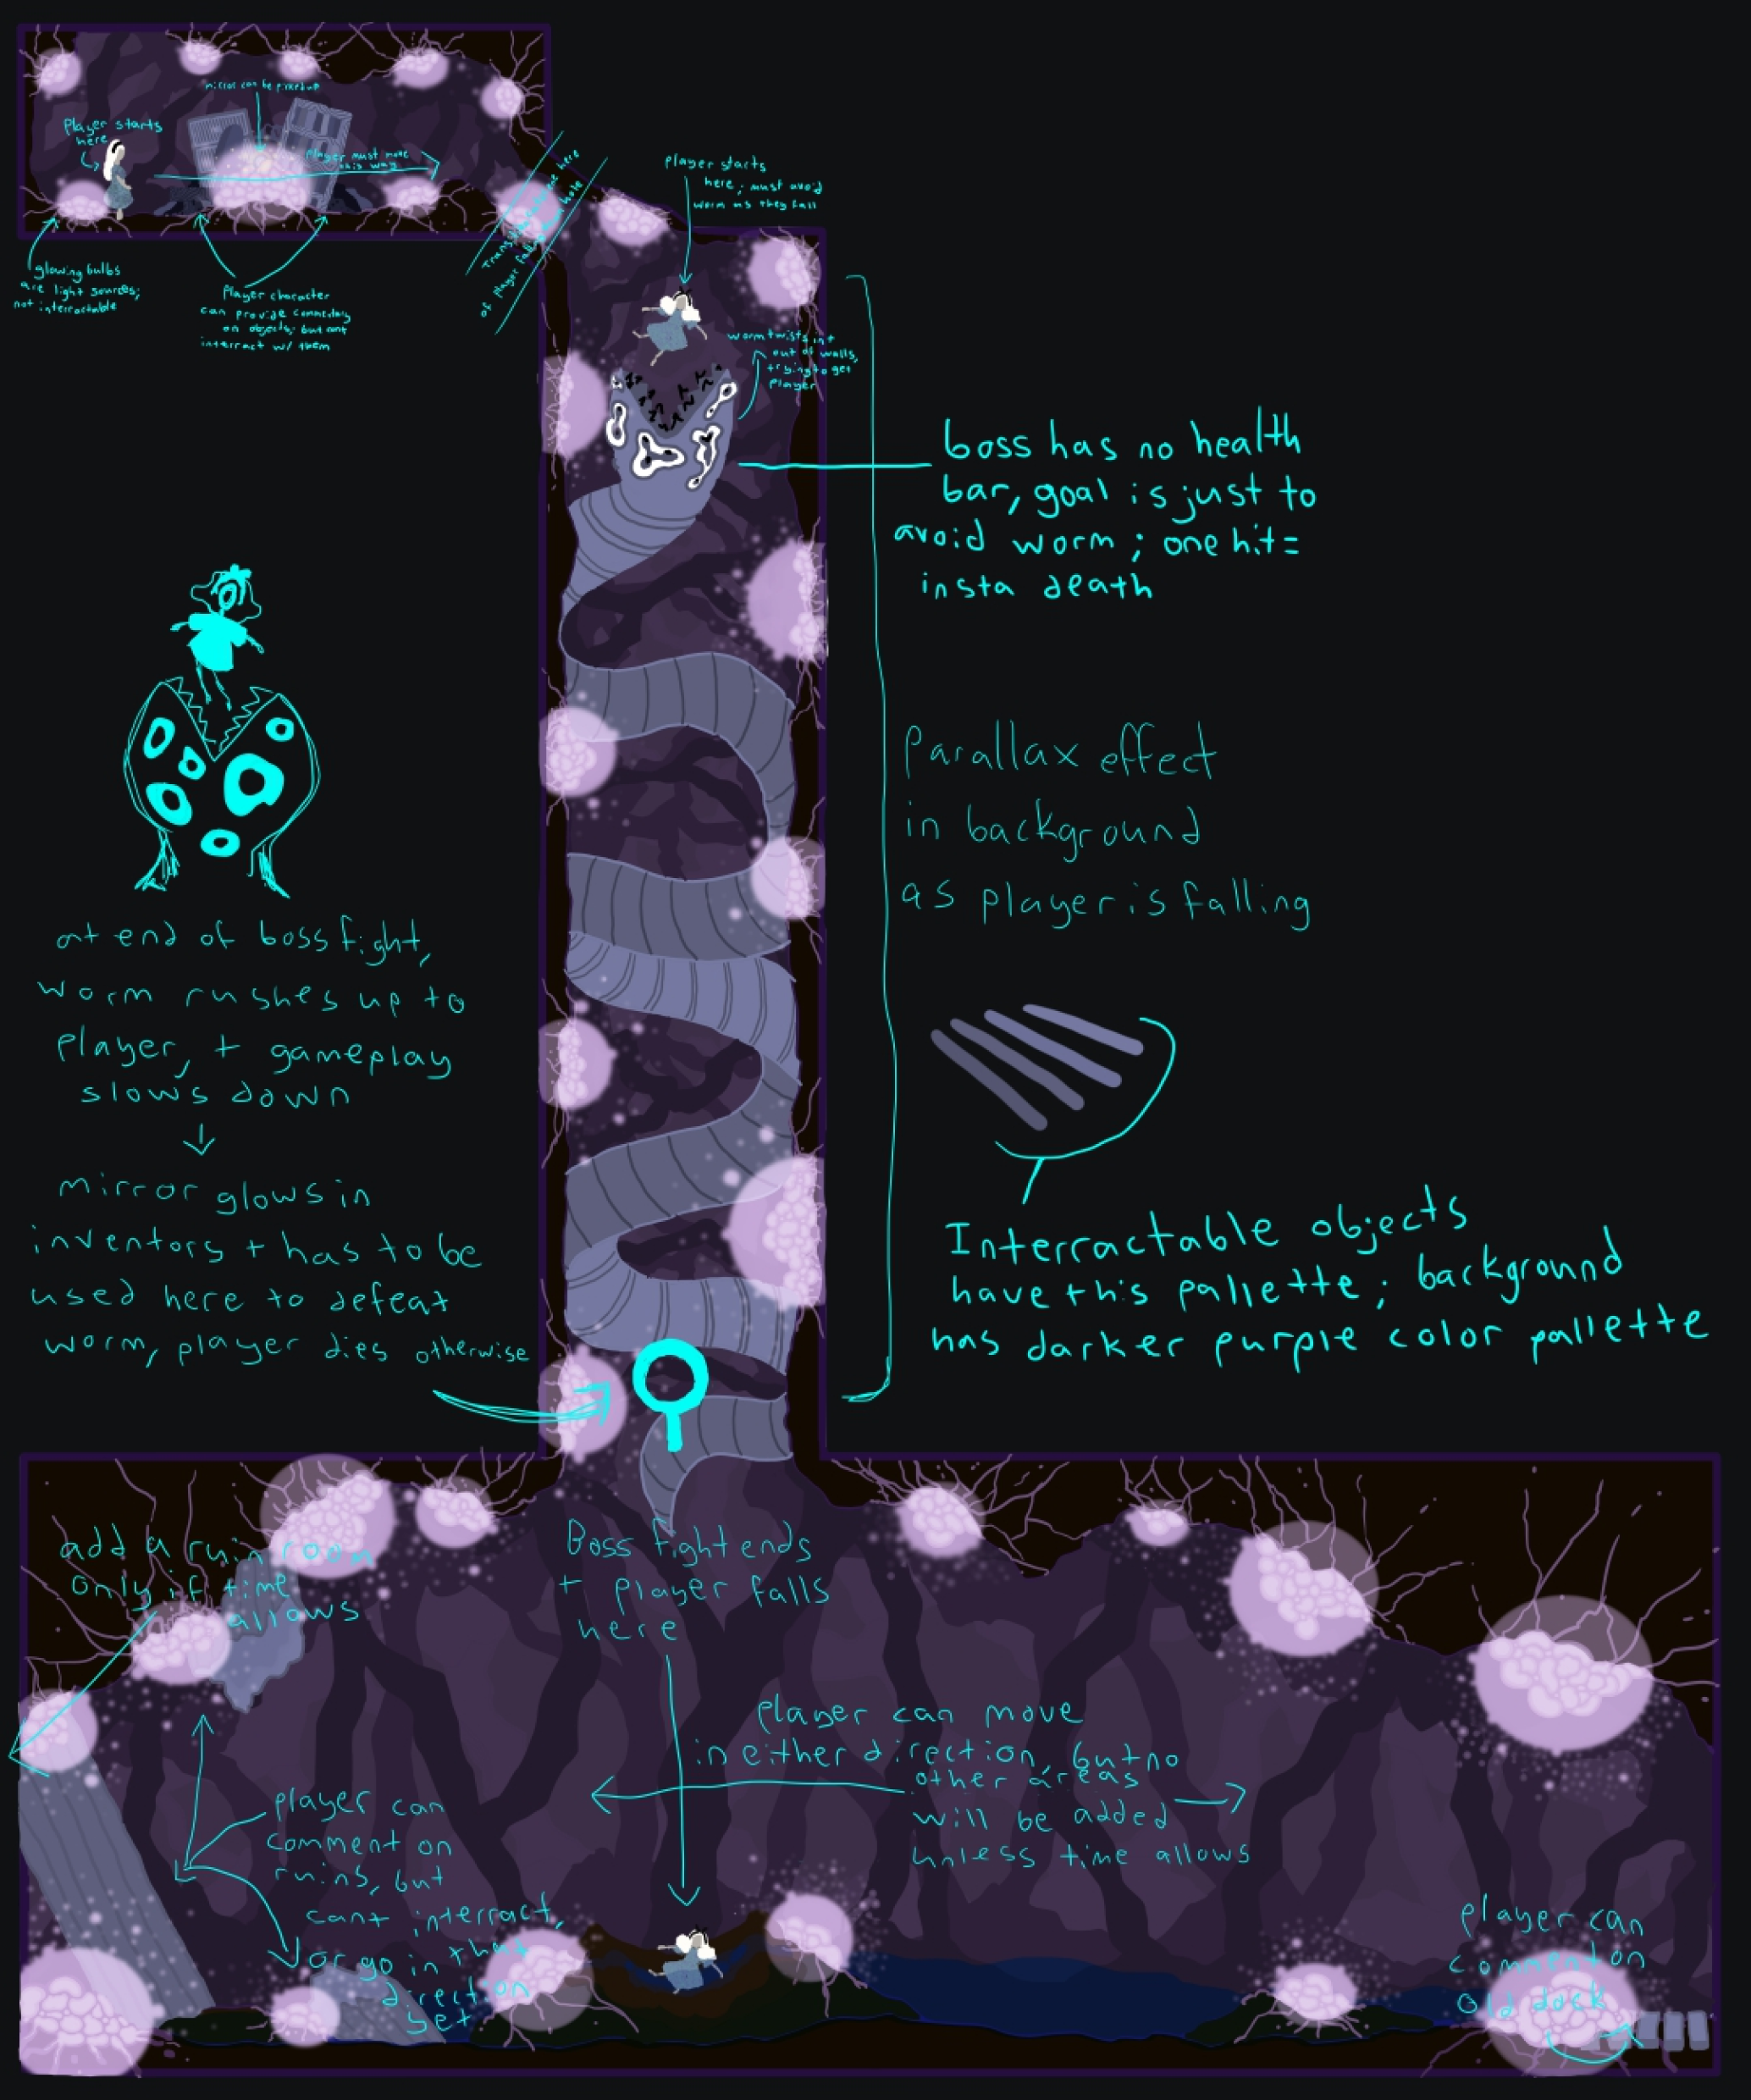 mirror can be picked up
Player starts
here
Player must move
this way
glowing bulbs
are light sources;
not interractable
Player character
can provide commentary
on objects, but cant
interract w/ them
here
of player falling hole
player starts
here; must avoid
worm as they fall
worm twists in +
out of walls,
trying to get
player
boss has no health
bar, goal is just to
avoid worm; one hit=
insta death
Parallax effect
in background
as player is falling
at end of boss fight,
worm rushes up to
player, + gameplay
slows down
mirror glows in
inventory + has to be
used here to defeat
worm, player dies otherwise
Interractable objects
have this pallette; background
has darker purple color pallette
add a ruin room
only if time
allows
Boss fight ends
+ player falls
here
player can move
in either direction, but no
other areas
will be added
unless time allows
player can
comment on
ruins, but
cant interract,
or go in that
direction
yet
player can
comment on
old dock